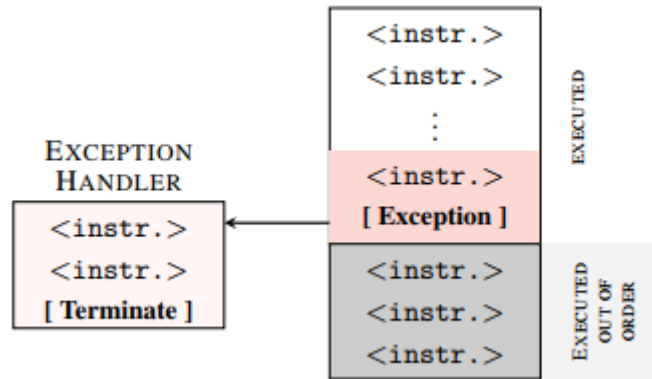 <instr.>
<instr.>
⋮
<instr.>
[ Exception ]
<instr.>
<instr.>
<instr.>
EXECUTED
EXECUTED
OUT OF
ORDER
EXCEPTION
HANDLER
<instr.>
<instr.>
[ Terminate ]